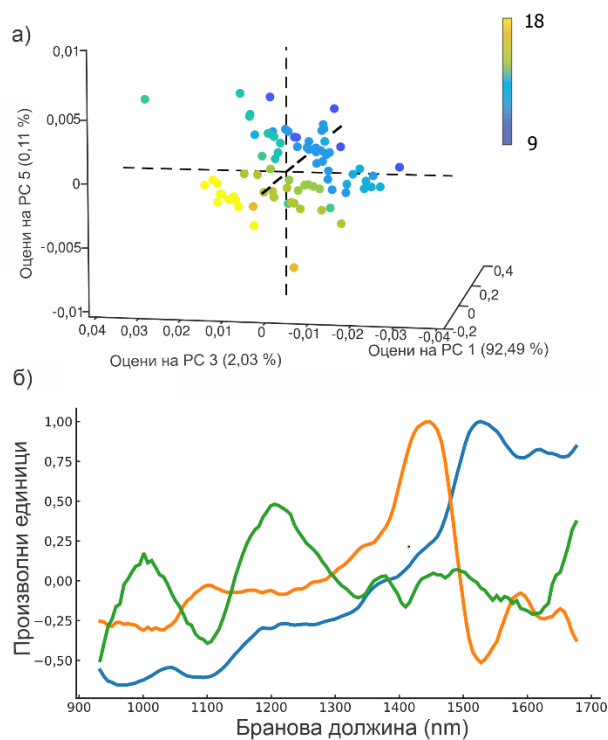 а)
18
9
0,01
0,005
0
-0,005
-0,01
Оцени на PC 5 (0,11 %)
0,04 0,03 0,02 0,01 0 -0,01 -0,02 -0,03 -0,04
Оцени на PC 3 (2,03 %)
0,4
0,2
0
-0,2
Оцени на PC 1 (92,49 %)
б)
1,00
0,75
0,50
0,25
0,00
−0,25
−0,50
Произволни единици
900 1000 1100 1200 1300 1400 1500 1600 1700
Бранова должина (nm)